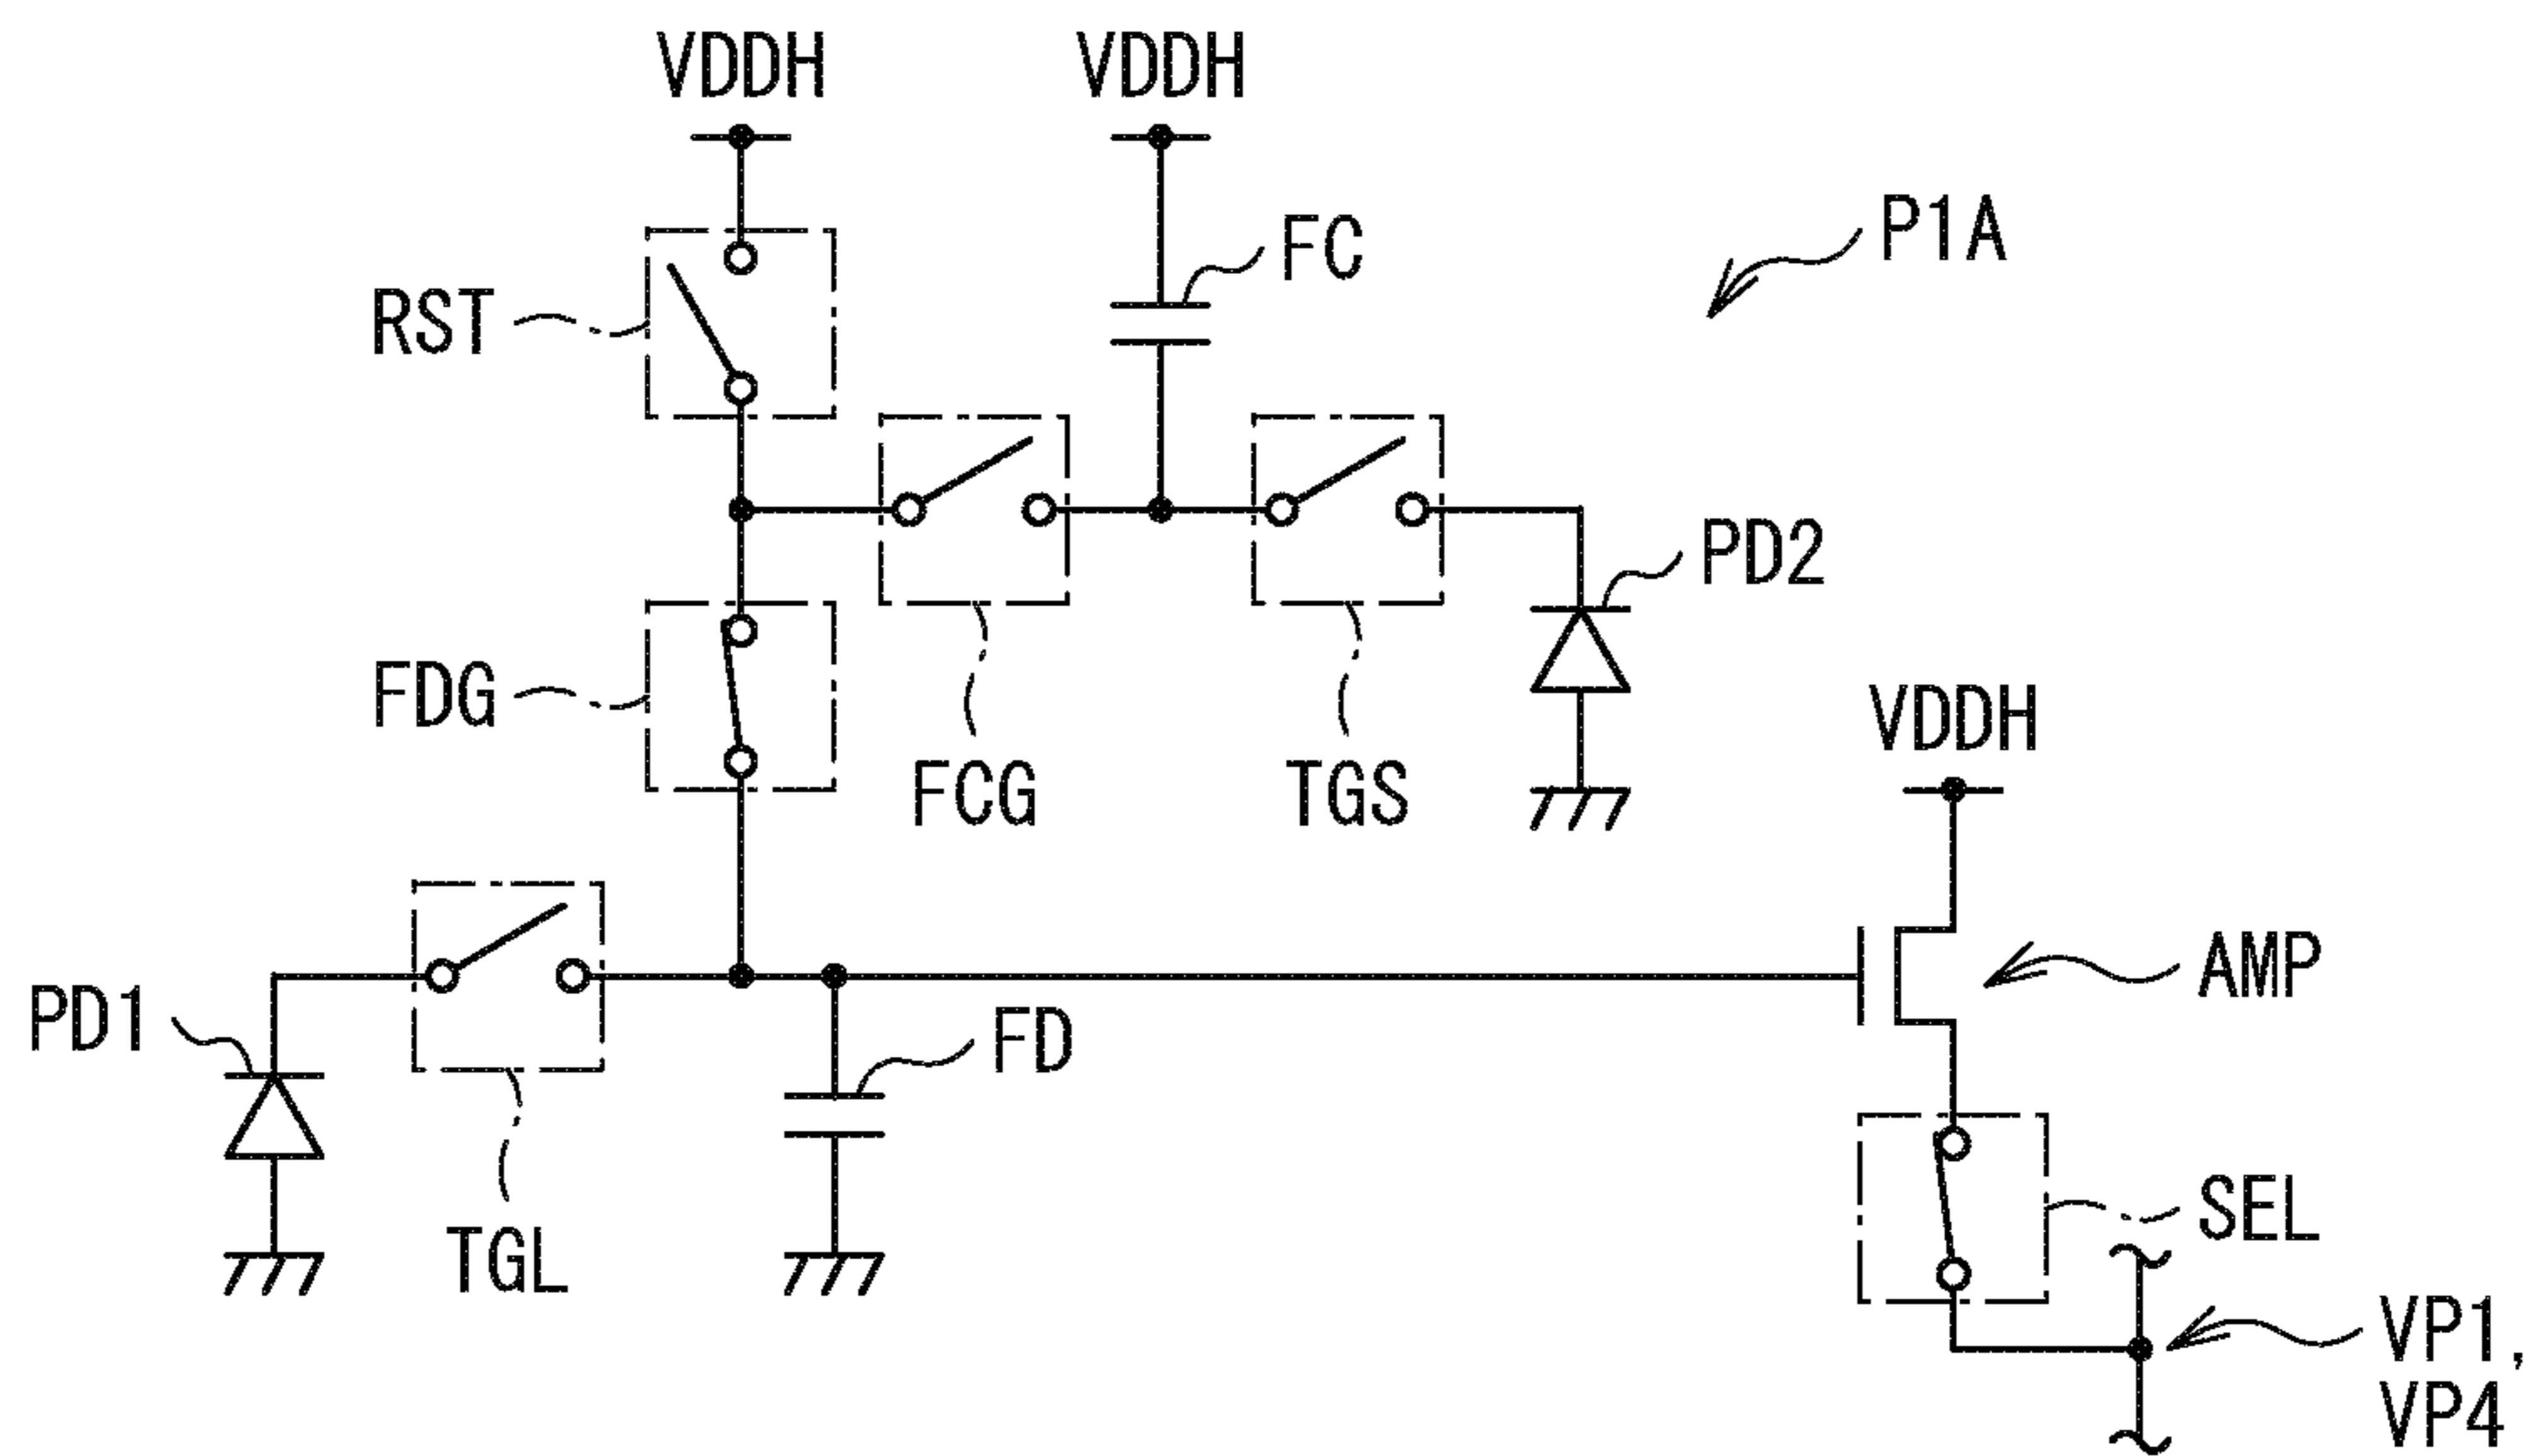 VDDH
VDDH
P1A
FC
RST
PD2
FDG
FCG
TGS
VDDH
AMP
PD1
FD
TGL
SEL
VP1,
VP4